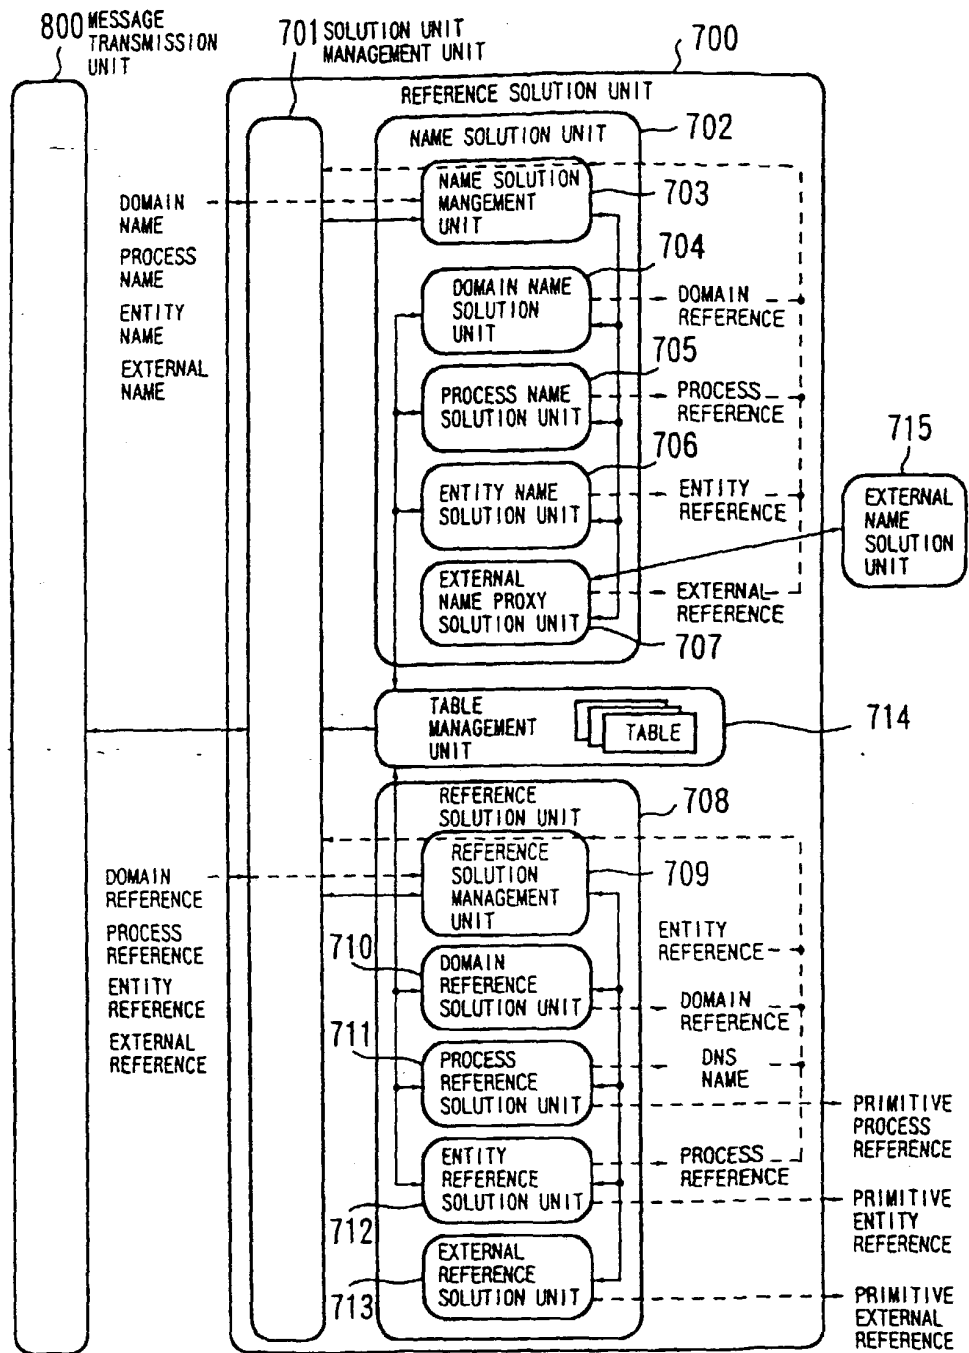 800 MESSAGE
TRANSMISSION
UNIT
701 SOLUTION UNIT
MANAGEMENT UNIT
700
REFERENCE SOLUTION UNIT
NAME SOLUTION UNIT
702
NAME SOLUTION
MANGEMENT
UNIT
703
DOMAIN
NAME
PROCESS
NAME
ENTITY
NAME
EXTERNAL
NAME
704
DOMAIN NAME
SOLUTION
UNIT
DOMAIN
REFERENCE
705
PROCESS NAME
SOLUTION UNIT
PROCESS
REFERENCE
706
ENTITY NAME
SOLUTION UNIT
ENTITY
REFERENCE
715
EXTERNAL
NAME
SOLUTION
UNIT
EXTERNAL
NAME PROXY
SOLUTION UNIT
EXTERNAL
REFERENCE
707
TABLE
MANAGEMENT
UNIT
TABLE
714
REFERENCE
SOLUTION UNIT
708
REFERENCE
SOLUTION
MANAGEMENT
UNIT
709
DOMAIN
REFERENCE
PROCESS
REFERENCE
ENTITY
REFERENCE
EXTERNAL
REFERENCE
ENTITY
REFERENCE
710
DOMAIN
REFERENCE
SOLUTION UNIT
DOMAIN
REFERENCE
711
PROCESS
REFERENCE
SOLUTION UNIT
DNS
NAME
PRIMITIVE
PROCESS
REFERENCE
ENTITY
REFERENCE
SOLUTION UNIT
PROCESS
REFERENCE
712
PRIMITIVE
ENTITY
REFERENCE
EXTERNAL
REFERENCE
SOLUTION UNIT
713
PRIMITIVE
EXTERNAL
REFERENCE